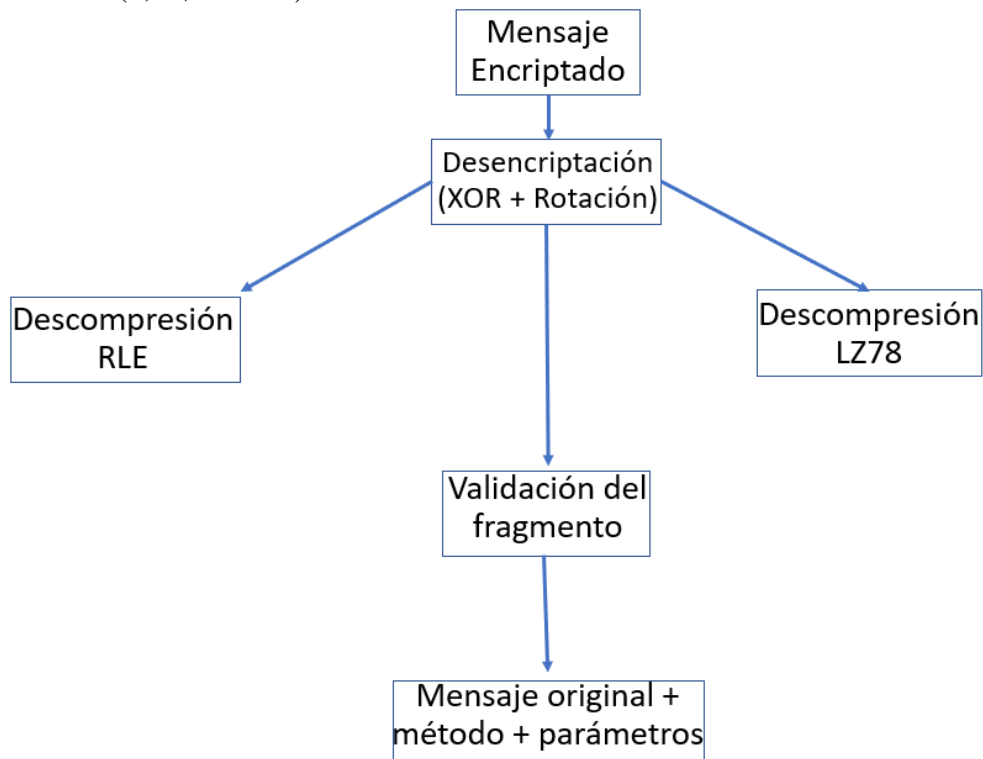 Mensaje
Encriptado
Desencriptación
(XOR + Rotación)
Descompresión
RLE
Descompresión
LZ78
Validación del
fragmento
Mensaje original +
método + parámetros